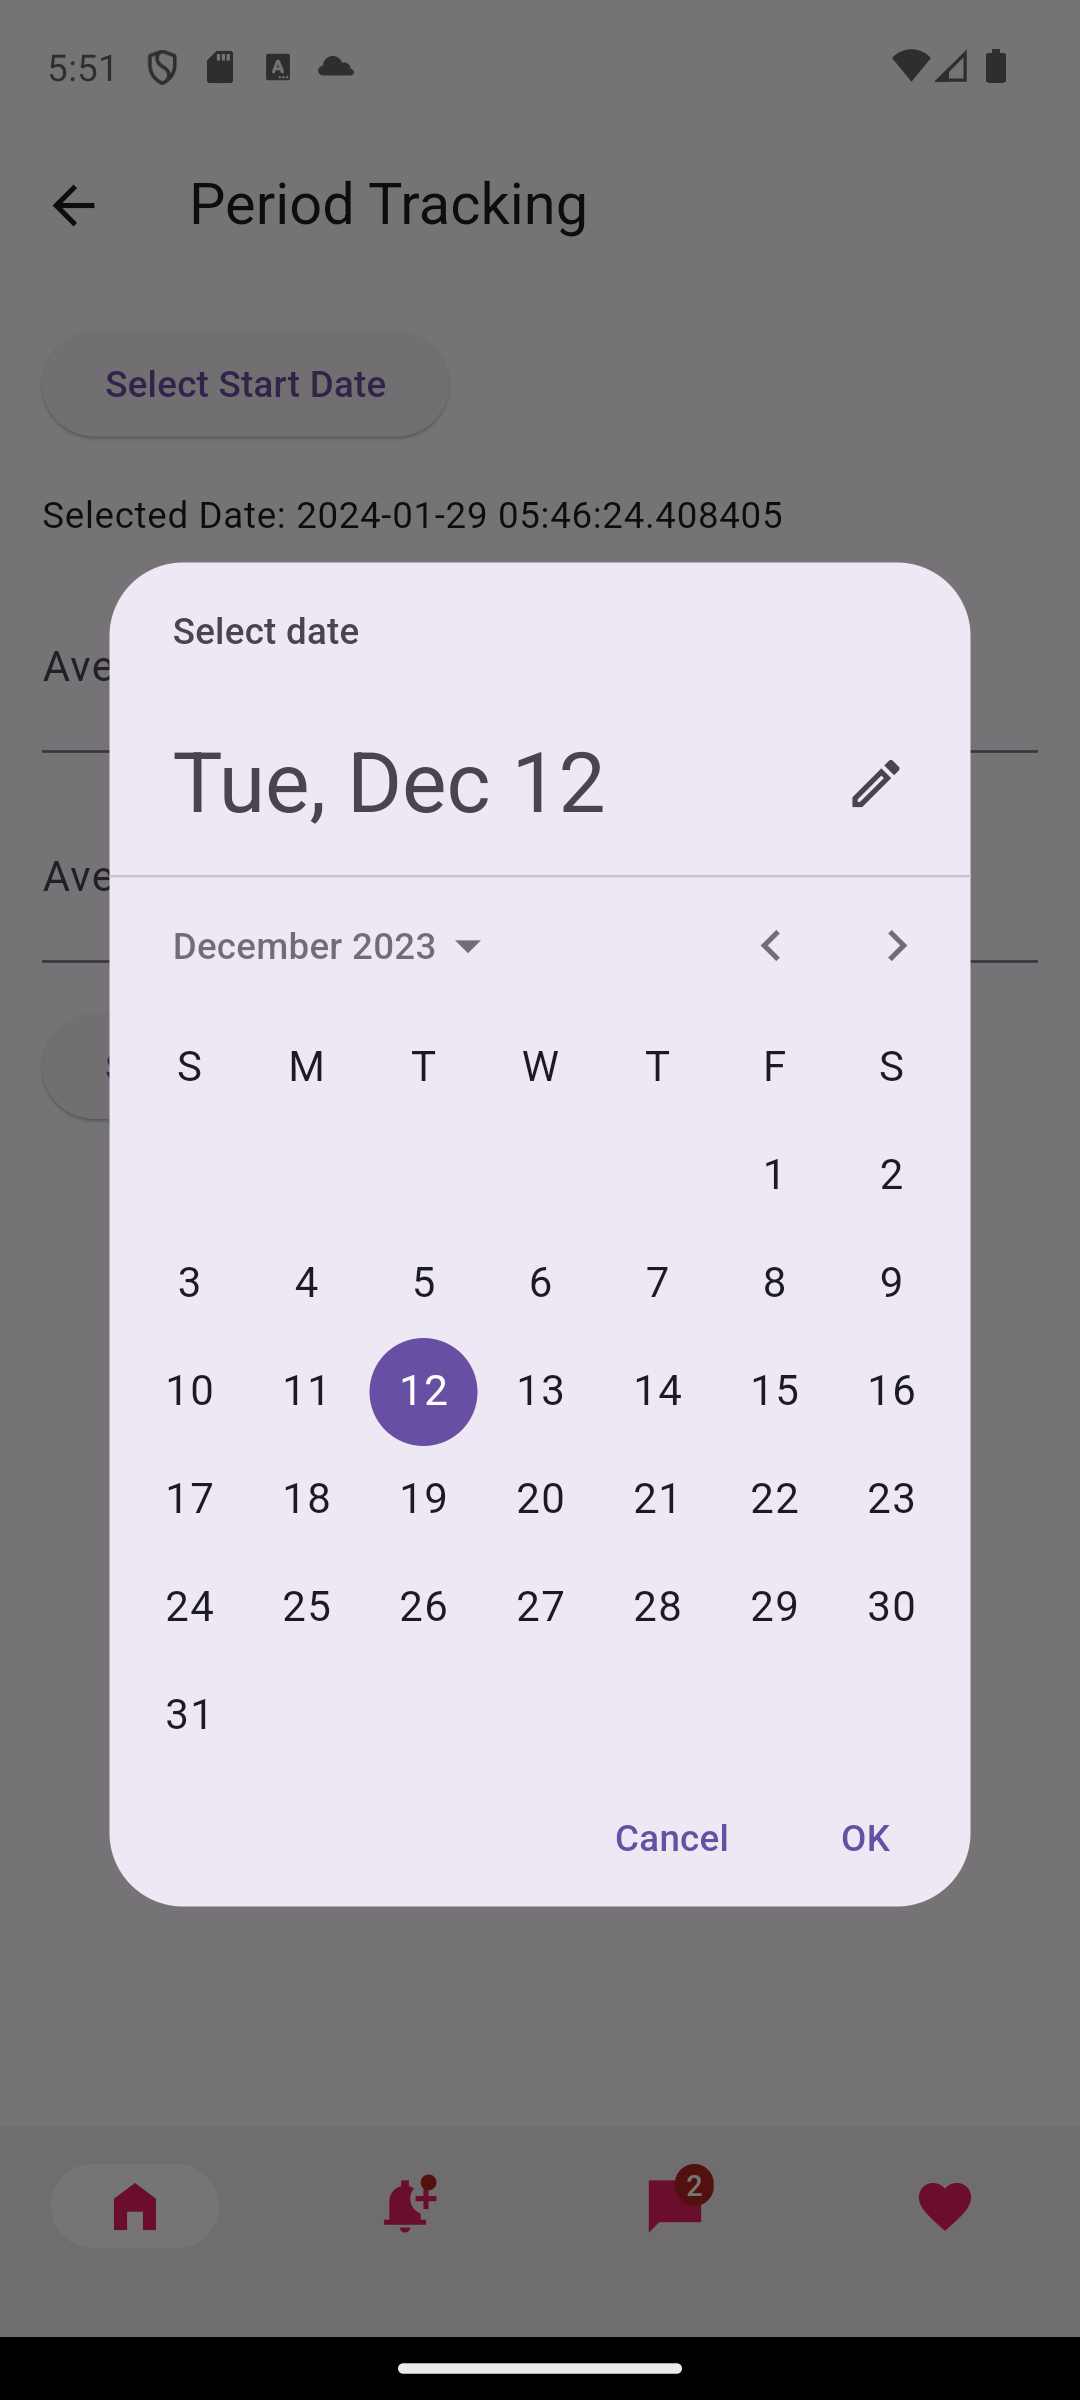 5:51
Period Tracking
Select Start Date
Selected Date: 2024-01-29 05:46:24.408405
Select date
Ave
Tue, Dec 12
Ave
December 2023
S M T W T F S
1 2
3 4 5 6 7 8 9
10 11 12 13 14 15 16
17 18 19 20 21 22 23
24 25 26 27 28 29 30
31
Cancel OK
2